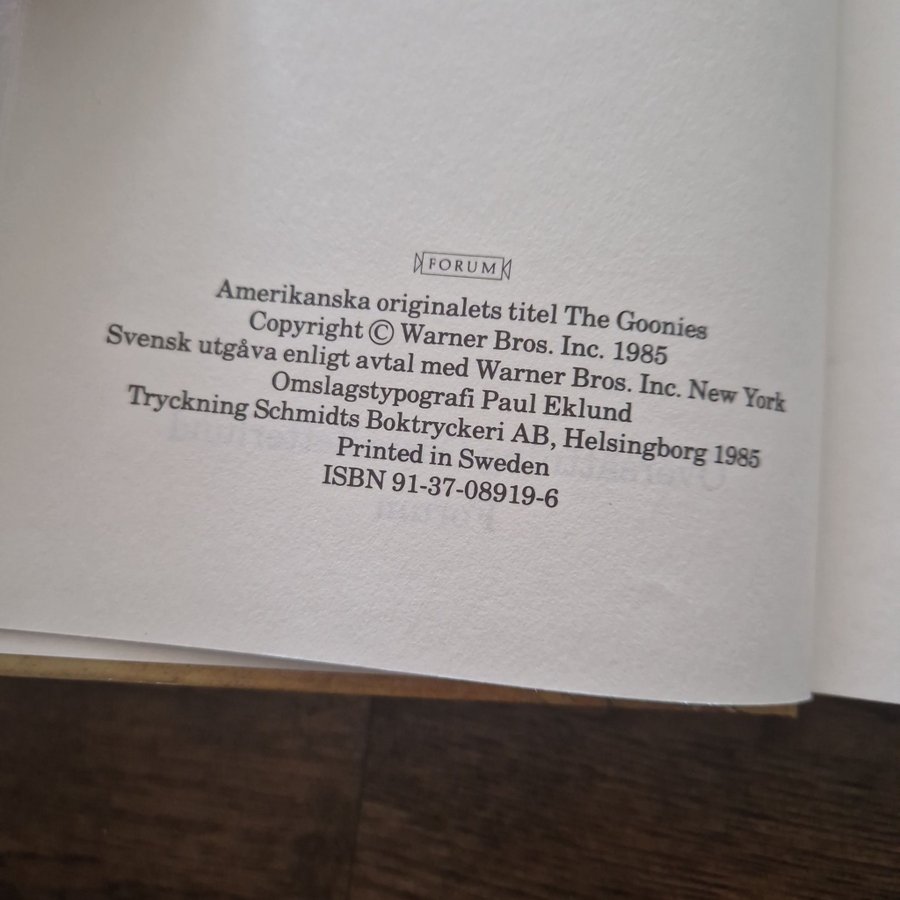 FORUM
Amerikanska originalets titel The Goonies
Copyright © Warner Bros. Inc. 1985
Svensk utgåva enligt avtal med Warner Bros. Inc. New York
Omslagstypografi Paul Eklund
Tryckning Schmidts Boktryckeri AB, Helsingborg 1985
Printed in Sweden
ISBN 91-37-08919-6